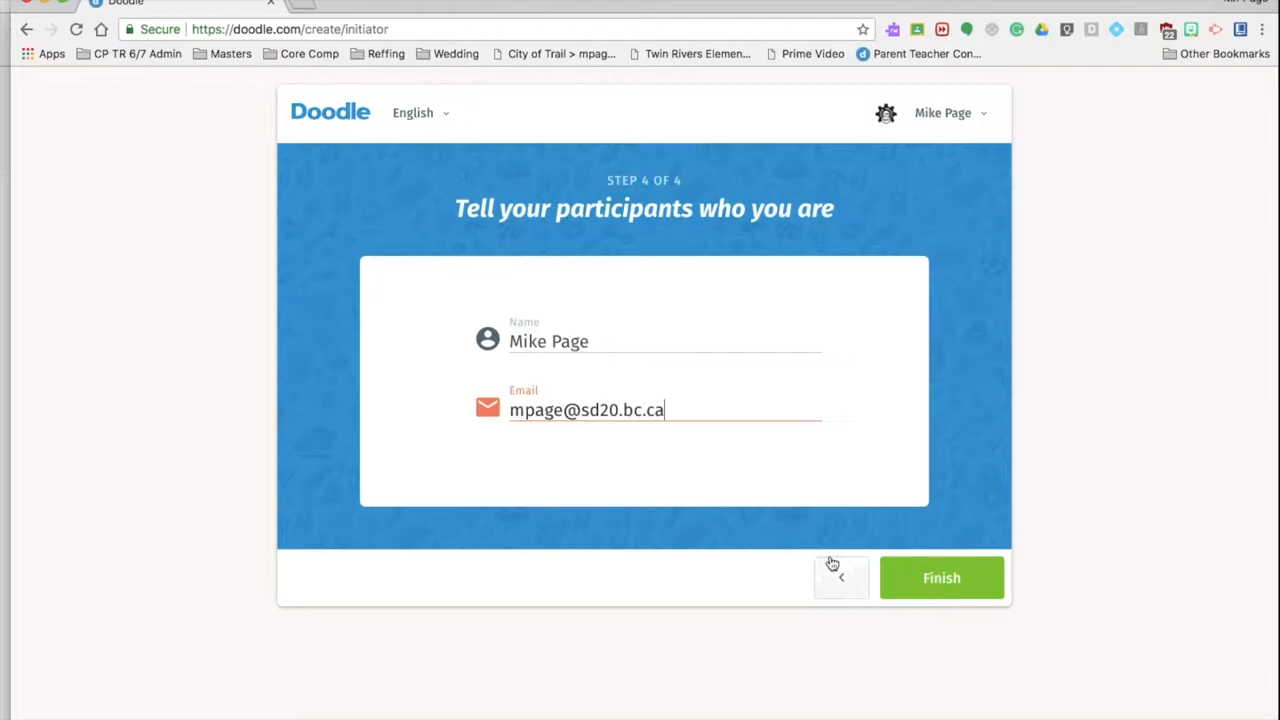 Doodle
Secure https://doodle.com/create/initiator
22
Apps CP TR 6/7 Admin Masters Core Comp Reffing Wedding City of Trail > mpag... Twin Rivers Elemen... Prime Video Parent Teacher Con... Other Bookmarks
Doodle English Mike Page
STEP 4 OF 4
Tell your participants who you are
Name
Mike Page
Email
mpage@sd20.bc.ca
Finish